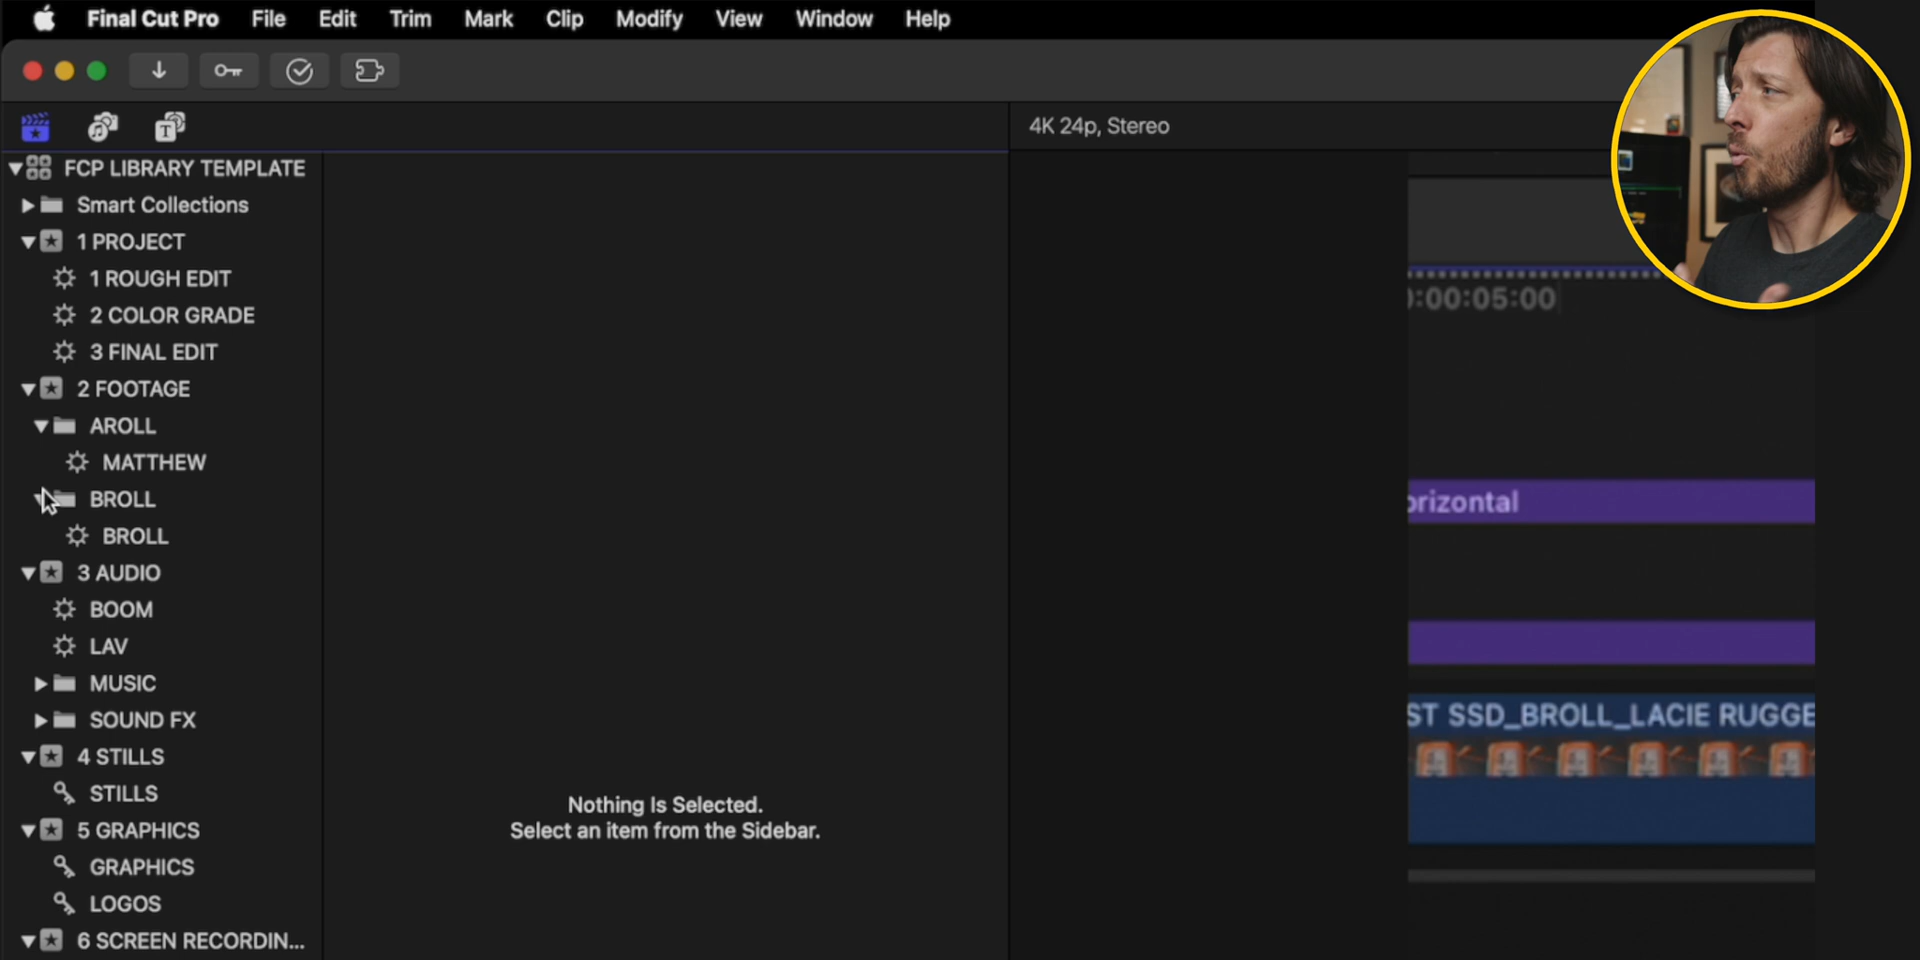 Final Cut Pro File Edit Trim Mark Clip Modify View Window Help
4K 24p, Stereo
FCP LIBRARY TEMPLATE
Smart Collections
1 PROJECT
1 ROUGH EDIT
2 COLOR GRADE
3 FINAL EDIT
2 FOOTAGE
AROLL
MATTHEW
BROLL
BROLL
3 AUDIO
BOOM
LAV
MUSIC
SOUND FX
4 STILLS
STILLS
5 GRAPHICS
GRAPHICS
LOGOS
6 SCREEN RECORDIN...
Nothing Is Selected.
Select an item from the Sidebar.
:00:05:00
orizontal
ST SSD_BROLL_LACIE RUGGE